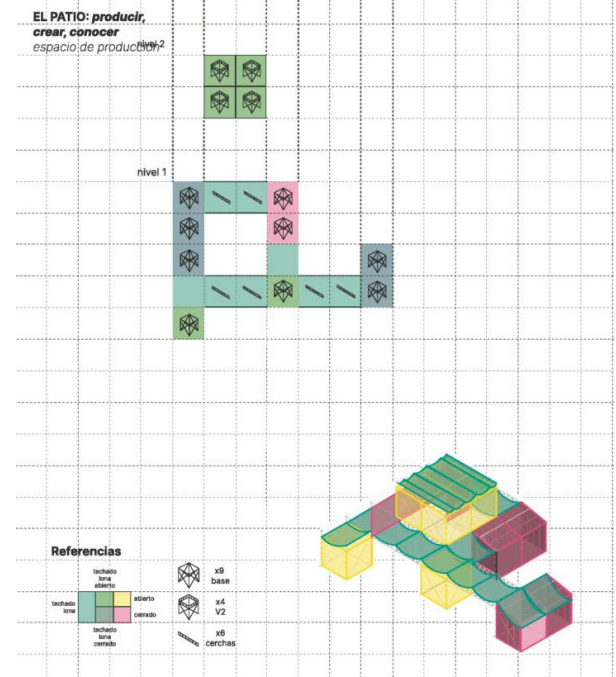 EL PATIO: producir,
crear, conocer
espacio de producción
nivel 2
nivel 1
Referencias
techado
lona
abierto
techado
lona
abierto
cerrado
techado
lona
cerrado
x9
base
x4
V2
x6
cerchas